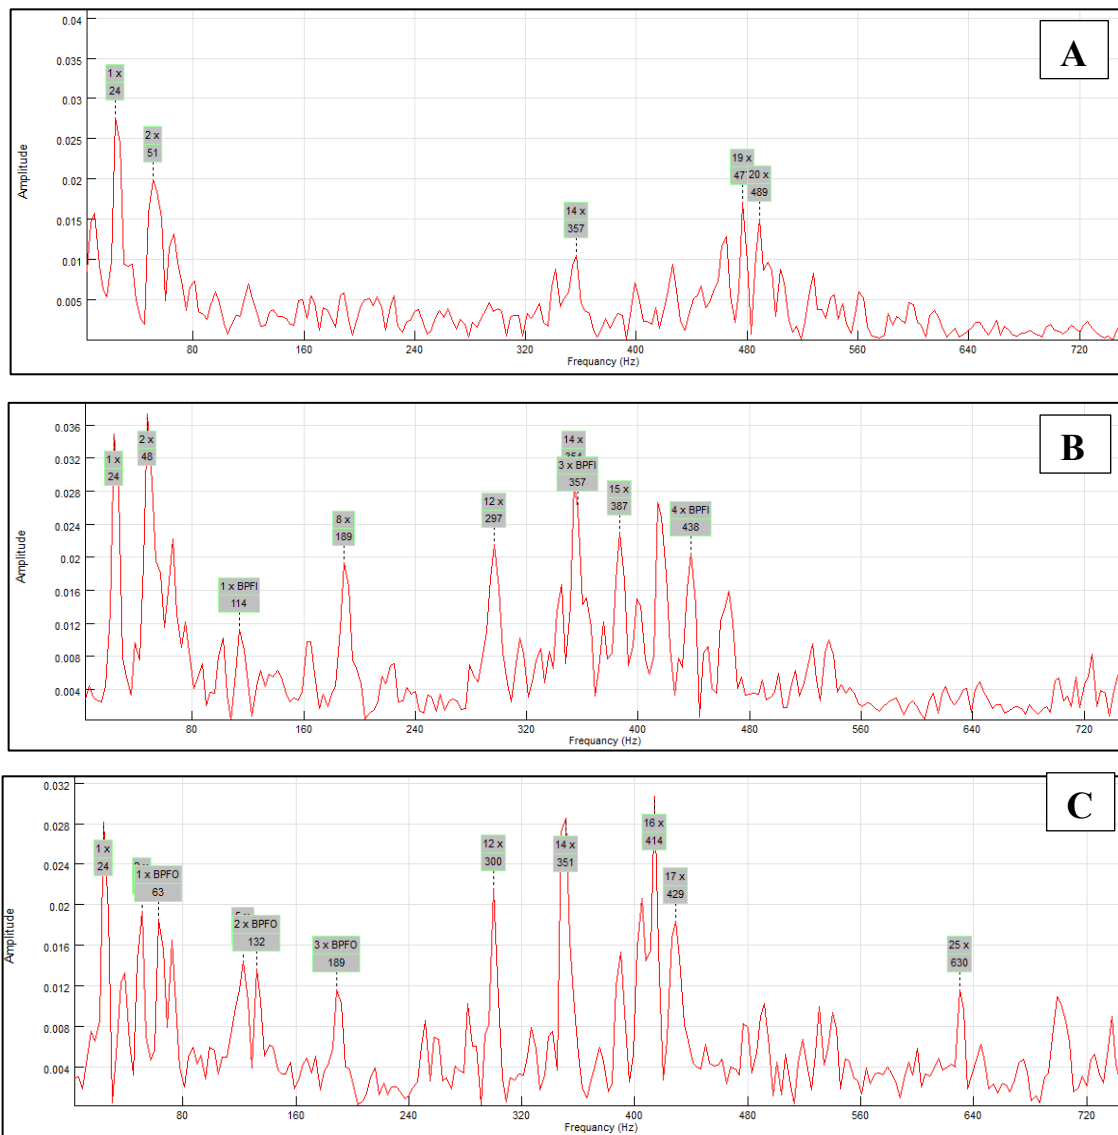 A
0.04
0.035
0.03
0.025
0.02
0.015
0.01
0.005
Amplitude
1 x
24
2 x
51
14 x
357
19 x
20 x
489
80 160 240 320 400 480 560 640 720
Frequancy (Hz)
B
0.036
0.032
0.028
0.024
0.02
0.016
0.012
0.008
0.004
Amplitude
1 x
24
2 x
48
1 x BPFI
114
8 x
189
12 x
297
14 x
3 x BPFI
357
15 x
387
4 x BPFI
438
80 160 240 320 400 480 560 640 720
Frequancy (Hz)
C
0.032
0.028
0.024
0.02
0.016
0.012
0.008
0.004
Amplitude
1 x
24
1 x BPFO
63
2 x BPFO
132
3 x BPFO
189
12 x
300
14 x
351
16 x
414
17 x
429
25 x
630
80 160 240 320 400 480 560 640 720
Frequancy (Hz)